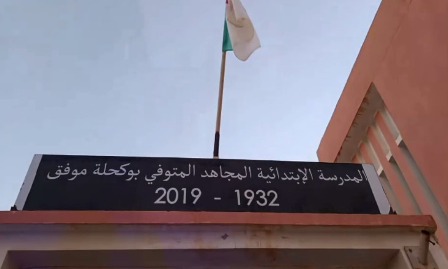 المدرسة الإبتدائية المجاهد المتوفي بوكحلة موفق
1932 - 2019